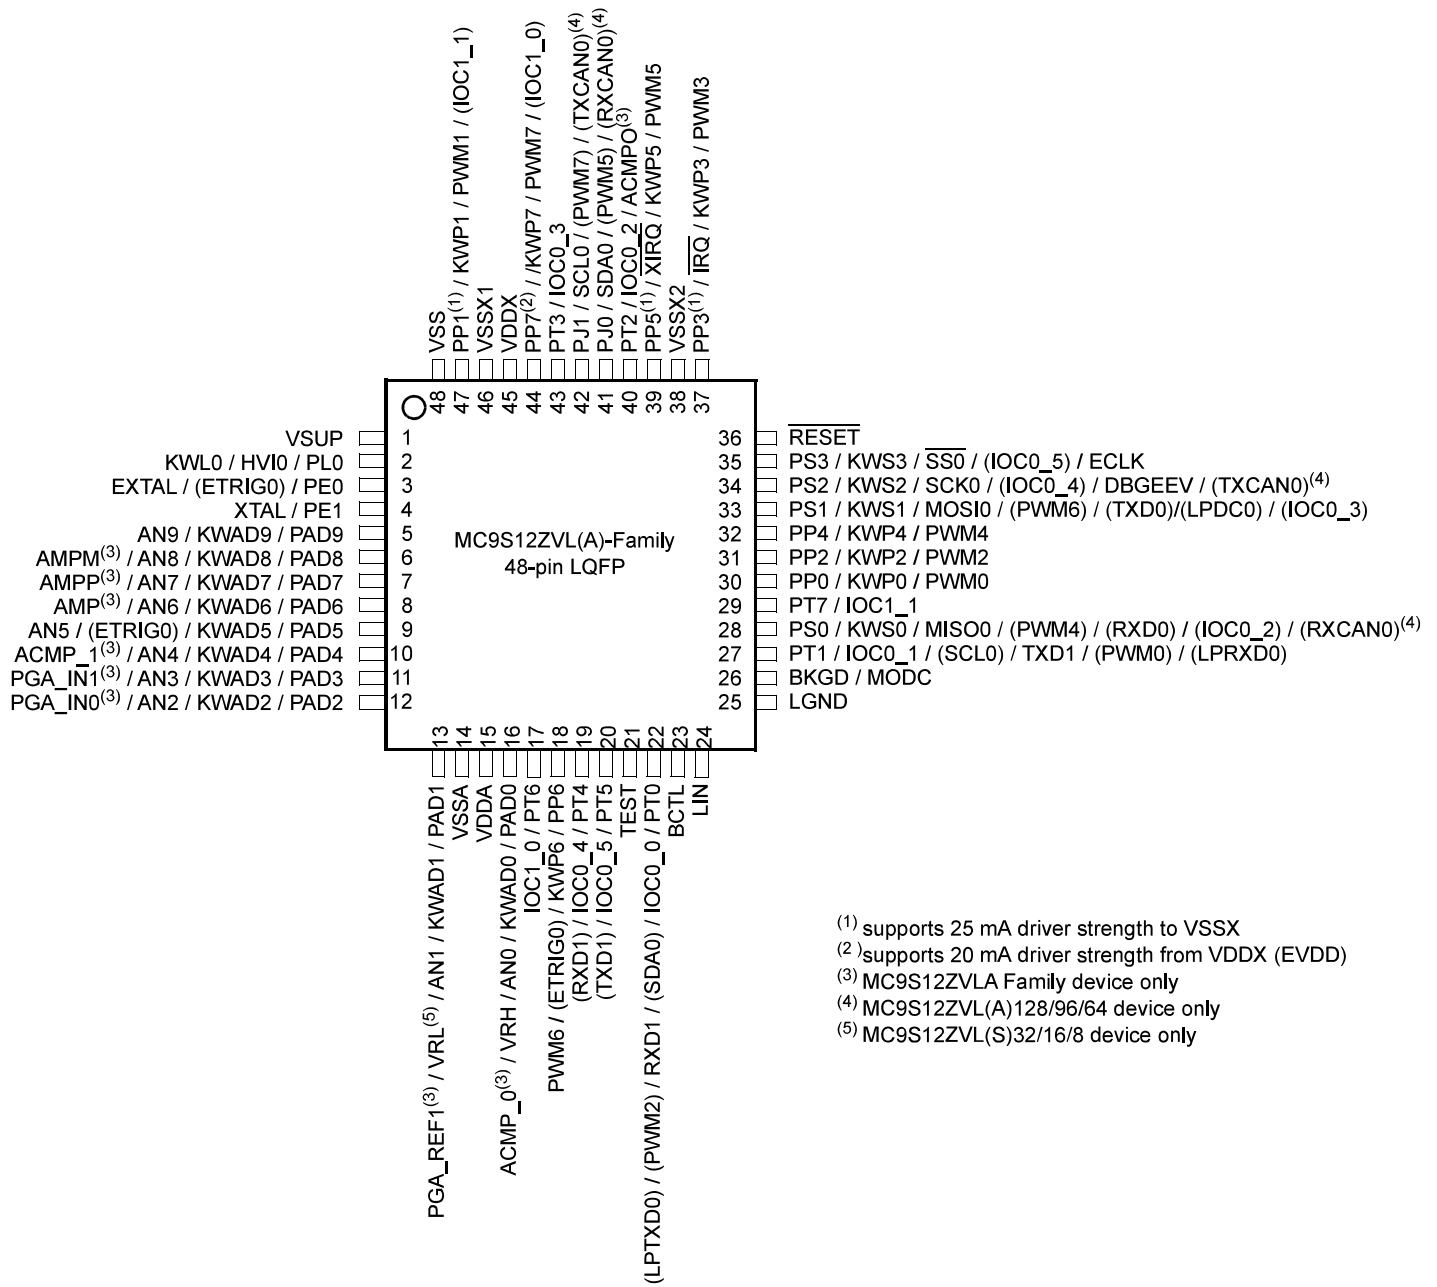 VSS
PP1(1) / KWP1 / PWM1 / (IOC1_1)
VSSX1
VDDX
PP7(2) / /KWP7 / PWM7 / (IOC1_0)
PT3 / IOC0_3
PJ1 / SCL0 / (PWM7) / (TXCAN0)(4)
PJ0 / SDA0 / (PWM5) / (RXCAN0)(4)
PT2 / IOC0_2 / ACMPO(3)
PP5(1) / XIRQ / KWP5 / PWM5
VSSX2
PP3(1) / IRQ / KWP3 / PWM3
48
47
46
45
44
43
42
41
40
39
38
37
VSUP 1
KWL0 / HVI0 / PL0 2
EXTAL / (ETRIG0) / PE0 3
XTAL / PE1 4
AN9 / KWAD9 / PAD9 5
AMPM(3) / AN8 / KWAD8 / PAD8 6
AMPP(3) / AN7 / KWAD7 / PAD7 7
AMP(3) / AN6 / KWAD6 / PAD6 8
AN5 / (ETRIG0) / KWAD5 / PAD5 9
ACMP_1(3) / AN4 / KWAD4 / PAD4 10
PGA_IN1(3) / AN3 / KWAD3 / PAD3 11
PGA_IN0(3) / AN2 / KWAD2 / PAD2 12
MC9S12ZVL(A)-Family
48-pin LQFP
36 RESET
35 PS3 / KWS3 / SS0 / (IOC0_5) / ECLK
34 PS2 / KWS2 / SCK0 / (IOC0_4) / DBGEEV / (TXCAN0)(4)
33 PS1 / KWS1 / MOSI0 / (PWM6) / (TXD0)/(LPDC0) / (IOC0_3)
32 PP4 / KWP4 / PWM4
31 PP2 / KWP2 / PWM2
30 PP0 / KWP0 / PWM0
29 PT7 / IOC1_1
28 PS0 / KWS0 / MISO0 / (PWM4) / (RXD0) / (IOC0_2) / (RXCAN0)(4)
27 PT1 / IOC0_1 / (SCL0) / TXD1 / (PWM0) / (LPRXD0)
26 BKGD / MODC
25 LGND
13
14
15
16
17
18
19
20
21
22
23
24
PGA_REF1(3) / VRL(5) / AN1 / KWAD1 / PAD1
VSSA
VDDA
ACMP_0(3) / VRH / AN0 / KWAD0 / PAD0
IOC1_0 / PT6
PWM6 / (ETRIG0) / KWP6 / PP6
(RXD1) / IOC0_4 / PT4
(TXD1) / IOC0_5 / PT5
TEST
(LPTXD0) / (PWM2) / RXD1 / (SDA0) / IOC0_0 / PT0
BCTL
LIN
(1) supports 25 mA driver strength to VSSX
(2 )supports 20 mA driver strength from VDDX (EVDD)
(3) MC9S12ZVLA Family device only
(4) MC9S12ZVL(A)128/96/64 device only
(5) MC9S12ZVL(S)32/16/8 device only